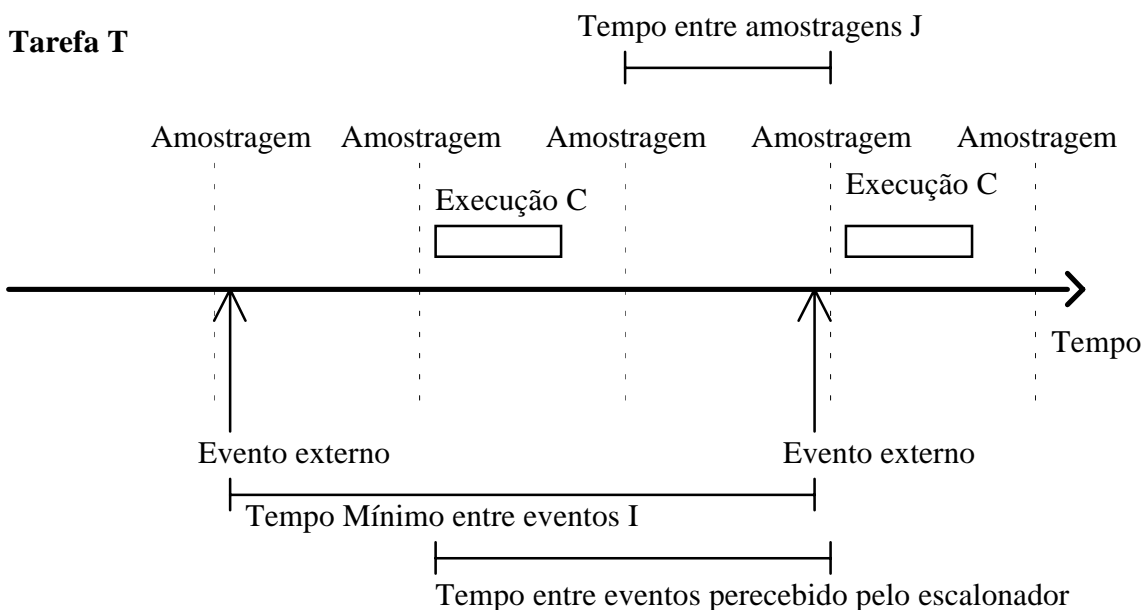 Tempo entre amostragens J
Tarefa T
Amostragem Amostragem Amostragem Amostragem Amostragem
Execução C
Execução C
Tempo
Evento externo
Evento externo
Tempo Mínimo entre eventos I
Tempo entre eventos perecebido pelo escalonador